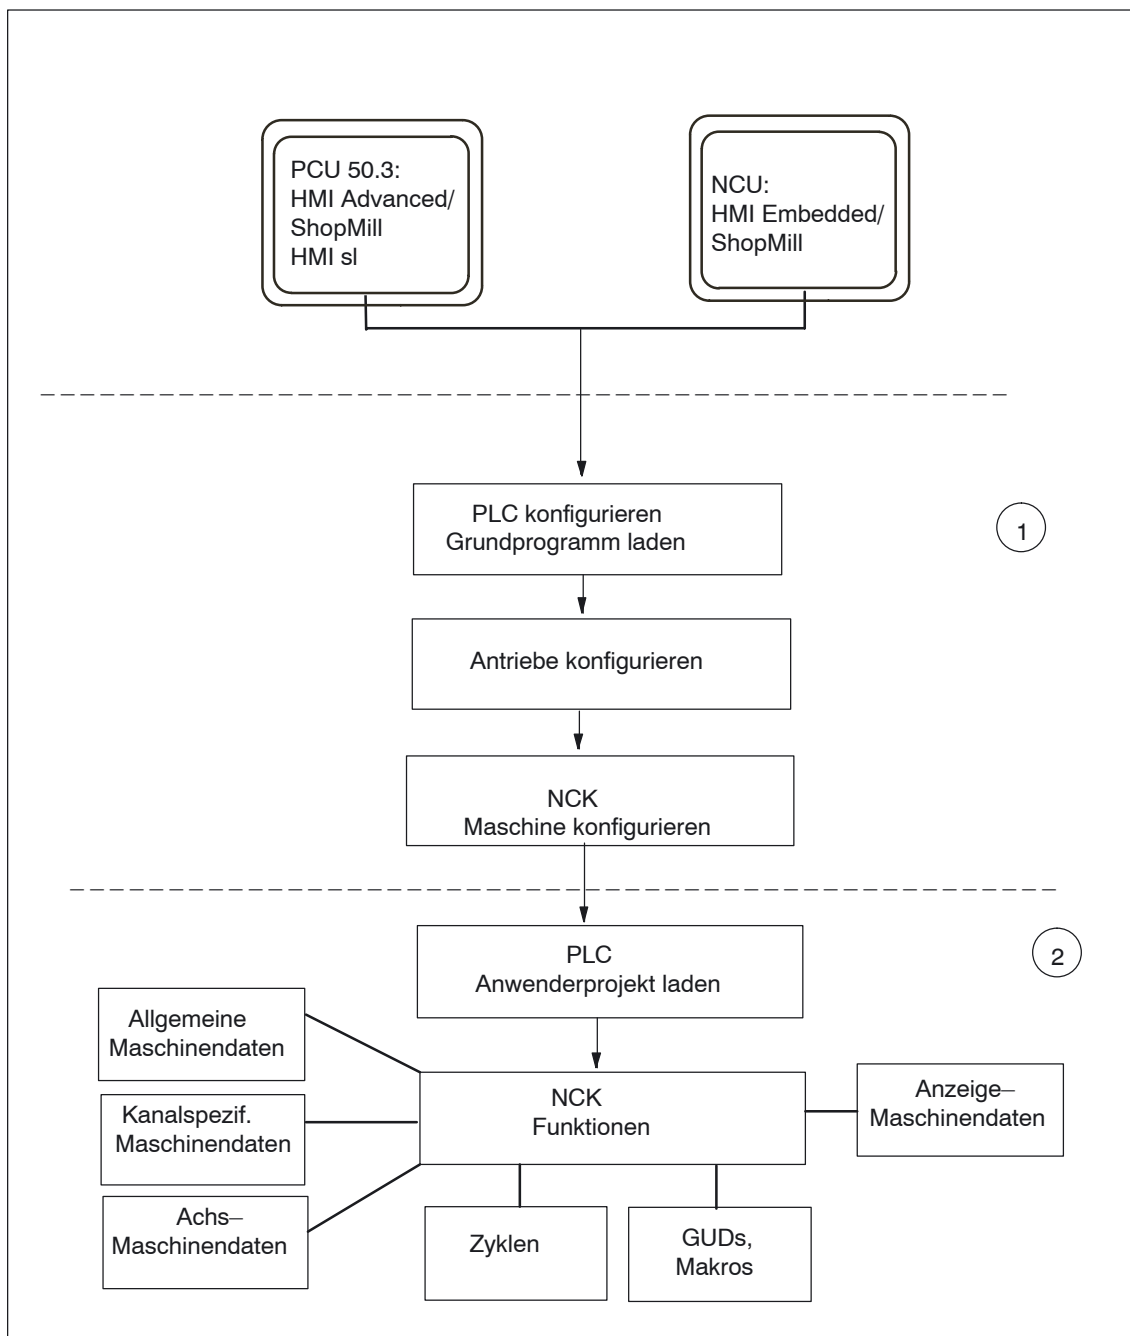 PCU 50.3:
HMI Advanced/
ShopMill
HMI sl
NCU:
HMI Embedded/
ShopMill
PLC konfigurieren
Grundprogramm laden
1
Antriebe konfigurieren
NCK
Maschine konfigurieren
PLC
Anwenderprojekt laden
2
Allgemeine
Maschinendaten
Kanalspezif.
Maschinendaten
Achs–
Maschinendaten
NCK
Funktionen
Anzeige–
Maschinendaten
Zyklen
GUDs,
Makros